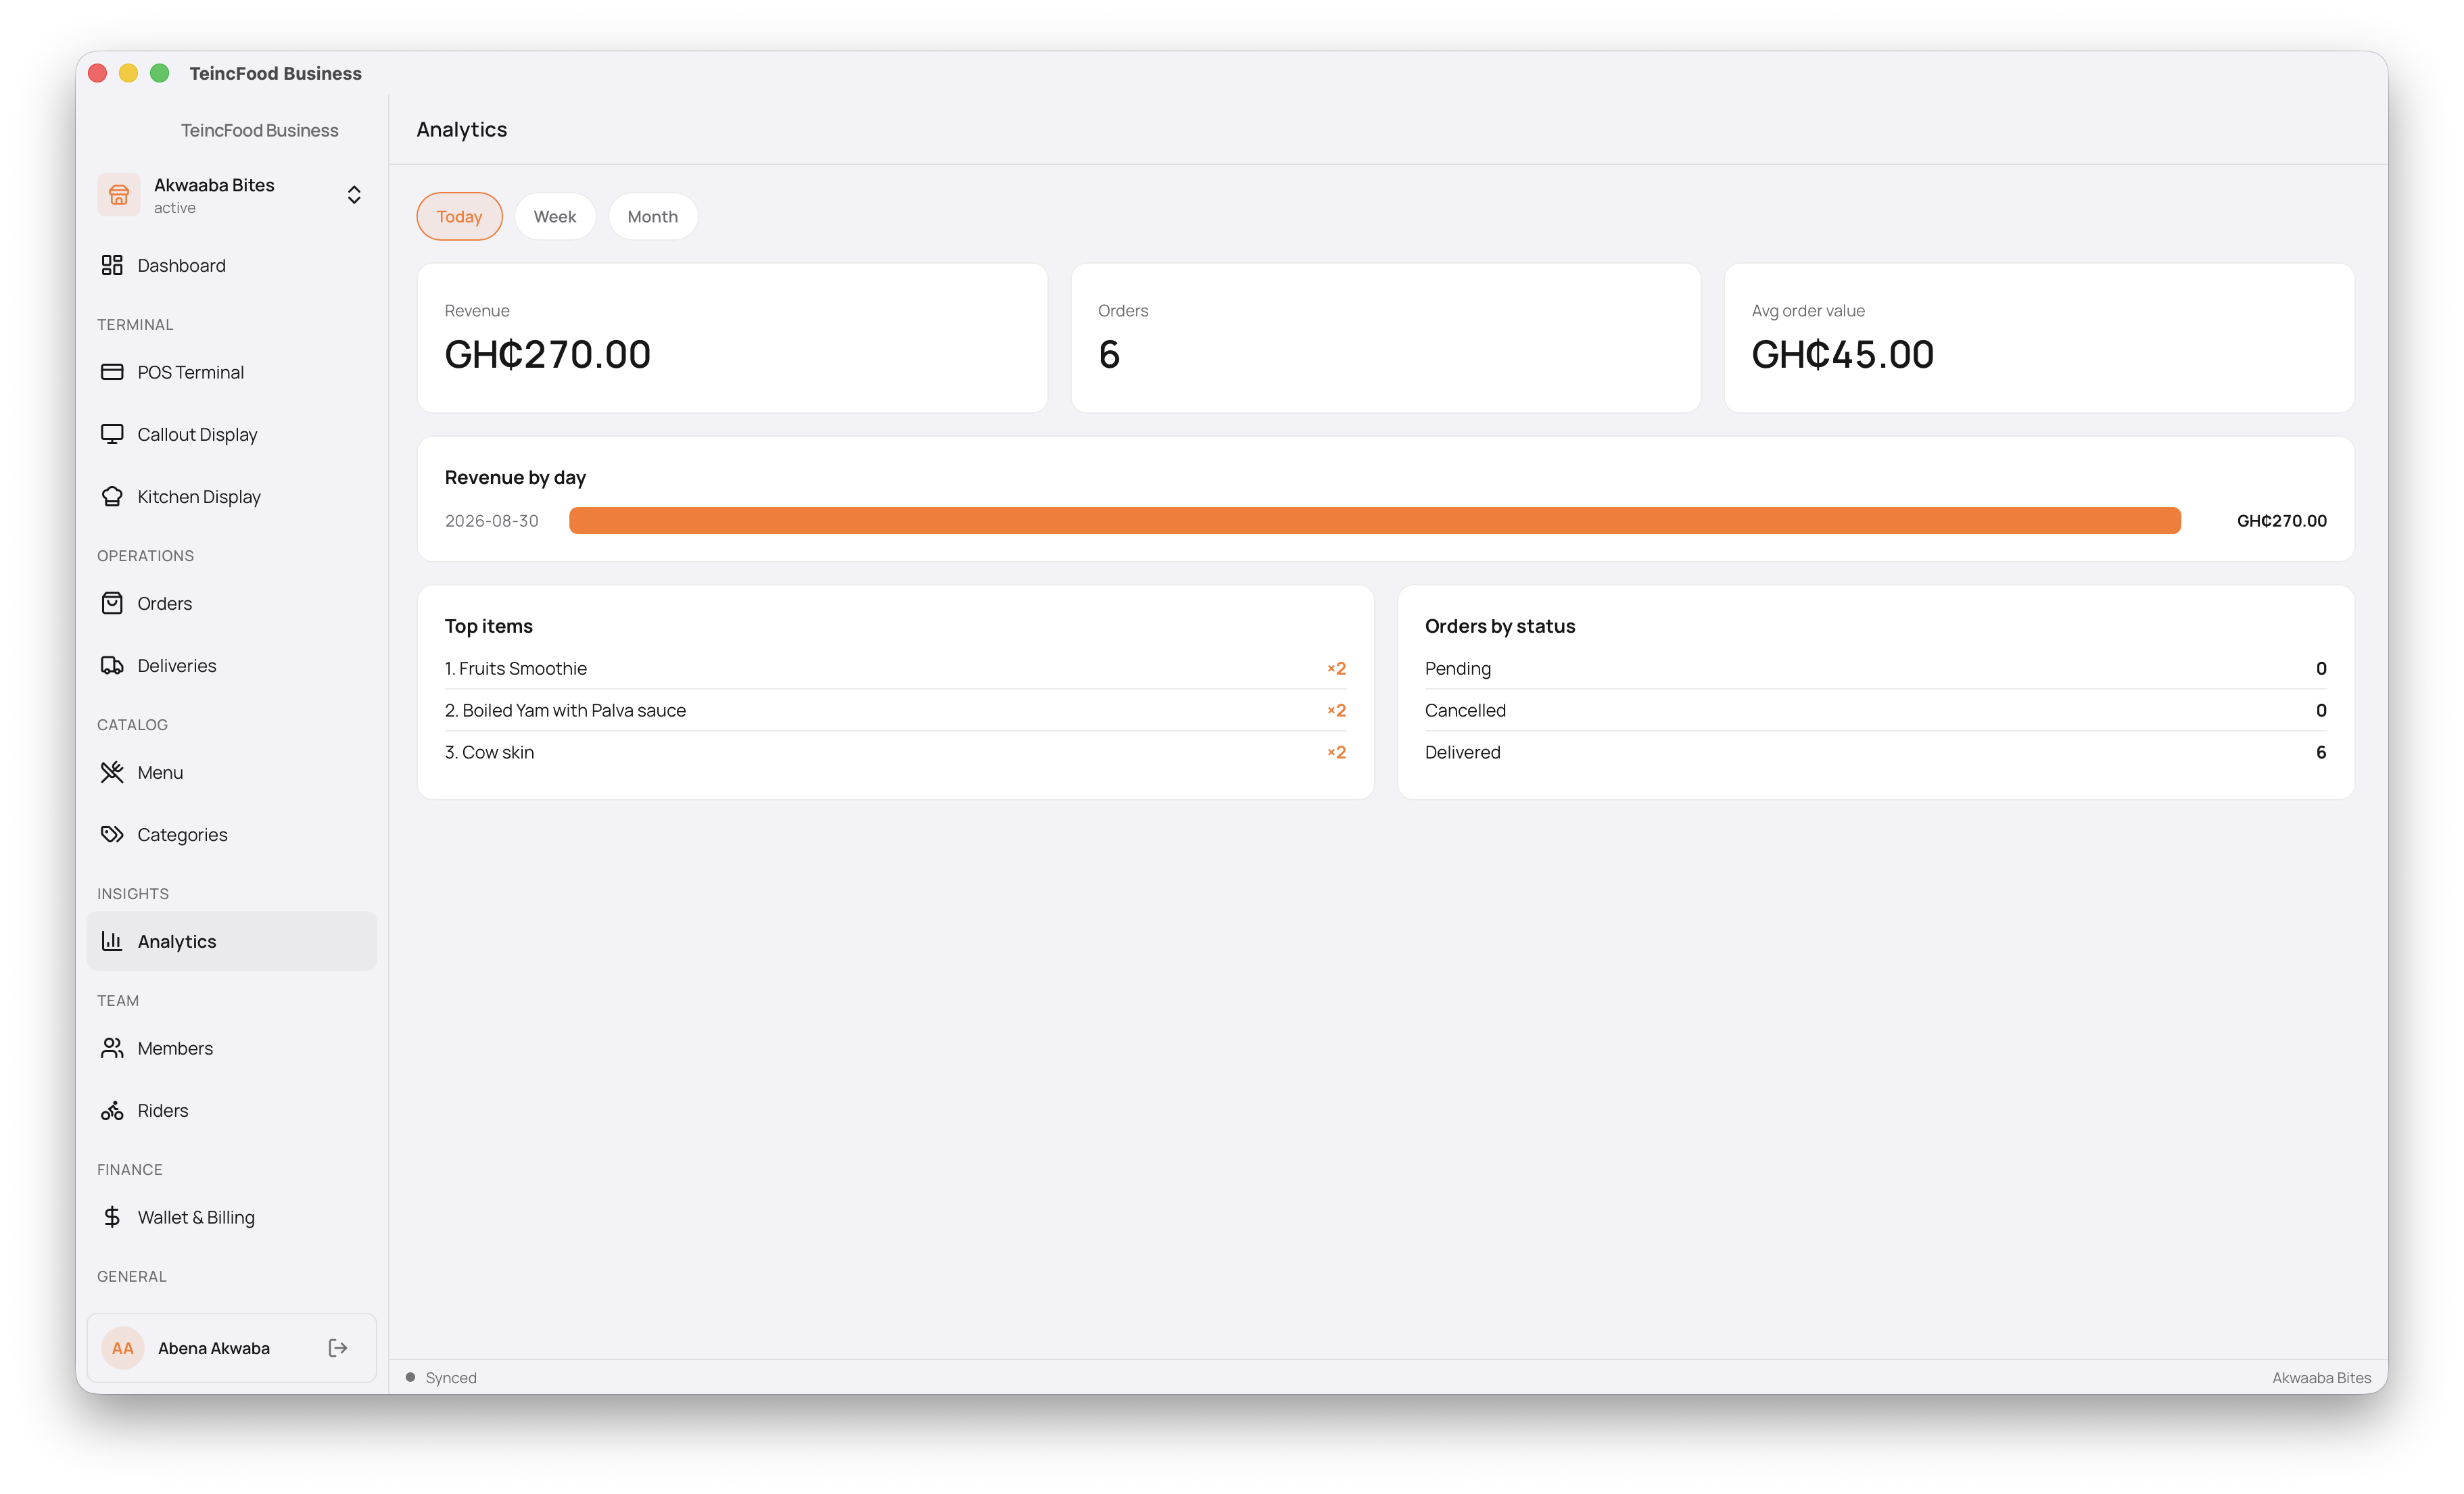 TeincFood Business
TeincFood Business
Akwaaba Bites
active
Dashboard
TERMINAL
POS Terminal
Callout Display
Kitchen Display
OPERATIONS
Orders
Deliveries
CATALOG
Menu
Categories
INSIGHTS
Analytics
TEAM
Members
Riders
FINANCE
Wallet & Billing
GENERAL
AA Abena Akwaba
Analytics
Today Week Month
Revenue
GH₵270.00
Orders
6
Avg order value
GH₵45.00
Revenue by day
2026-08-30 GH₵270.00
Top items
1. Fruits Smoothie ×2
2. Boiled Yam with Palva sauce ×2
3. Cow skin ×2
Orders by status
Pending 0
Cancelled 0
Delivered 6
Synced Akwaaba Bites